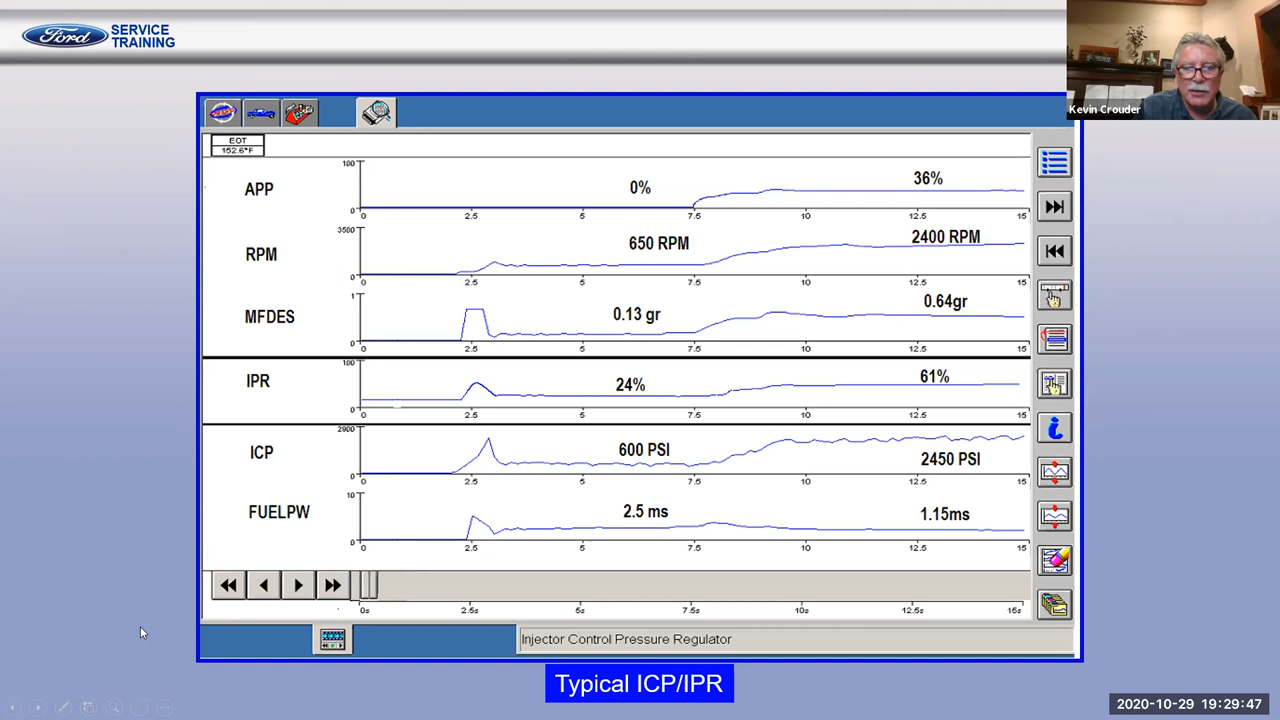 Ford
SERVICE
TRAINING
Kevin Crouder
EOT
152.6°F
APP
100
0
0%
36%
0 2.5 5 7.5 10 12.5 15
RPM
3500
0
650 RPM
2400 RPM
0 2.5 5 7.5 10 12.5 15
MFDES
1
0
0.13 gr
0.64gr
0 2.5 5 7.5 10 12.5 15
IPR
100
0
24%
61%
0 2.5 5 7.5 10 12.5 15
ICP
2900
0
600 PSI
2450 PSI
0 2.5 5 7.5 10 12.5 15
FUELPW
10
0
2.5 ms
1.15ms
0 2.5 5 7.5 10 12.5 15
0s 2.5s 5s 7.5s 10s 12.5s 15s
Injector Control Pressure Regulator
Typical ICP/IPR
2020-10-29 19:29:47